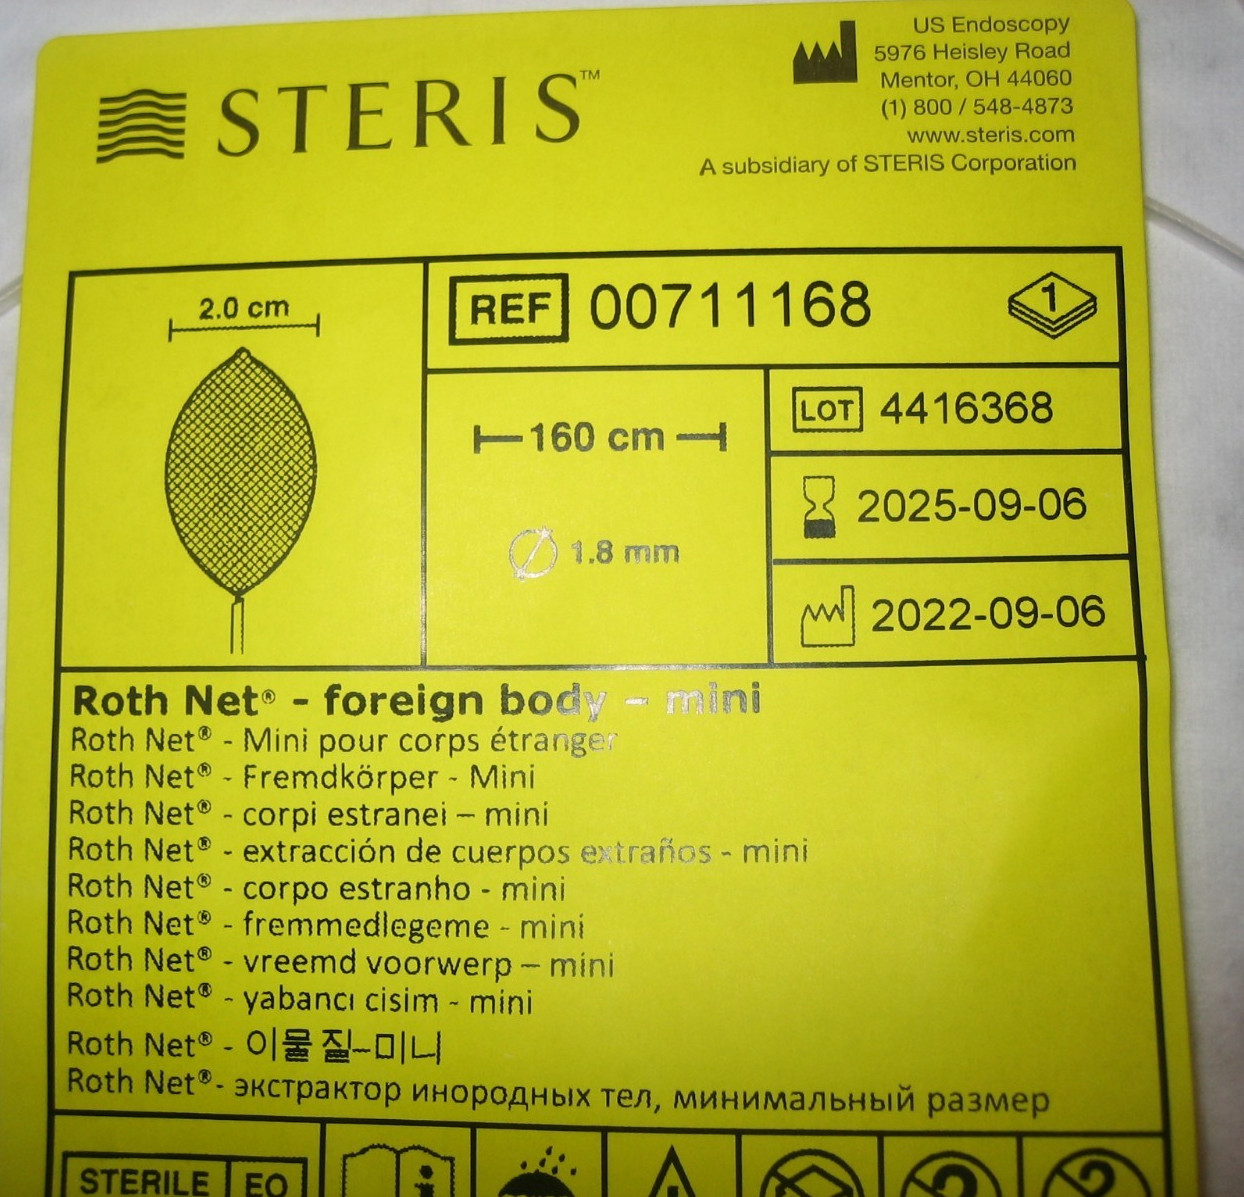 STERIS™
US Endoscopy
5976 Heisley Road
Mentor, OH 44060
(1) 800 / 548-4873
www.steris.com
A subsidiary of STERIS Corporation
2.0 cm
REF 00711168
1
160 cm
1.8 mm
LOT 4416368
2025-09-06
2022-09-06
Roth Net® - foreign body – mini
Roth Net® - Mini pour corps étranger
Roth Net® - Fremdkörper - Mini
Roth Net® - corpi estranei – mini
Roth Net® - extracción de cuerpos extraños - mini
Roth Net® - corpo estranho - mini
Roth Net® - fremmedlegeme - mini
Roth Net® - vreemd voorwerp – mini
Roth Net® - yabancı cisim - mini
Roth Net® - 이물질–미니
Roth Net®- экстрактор инородных тел, минимальный размер
STERILE EO
i
2
2